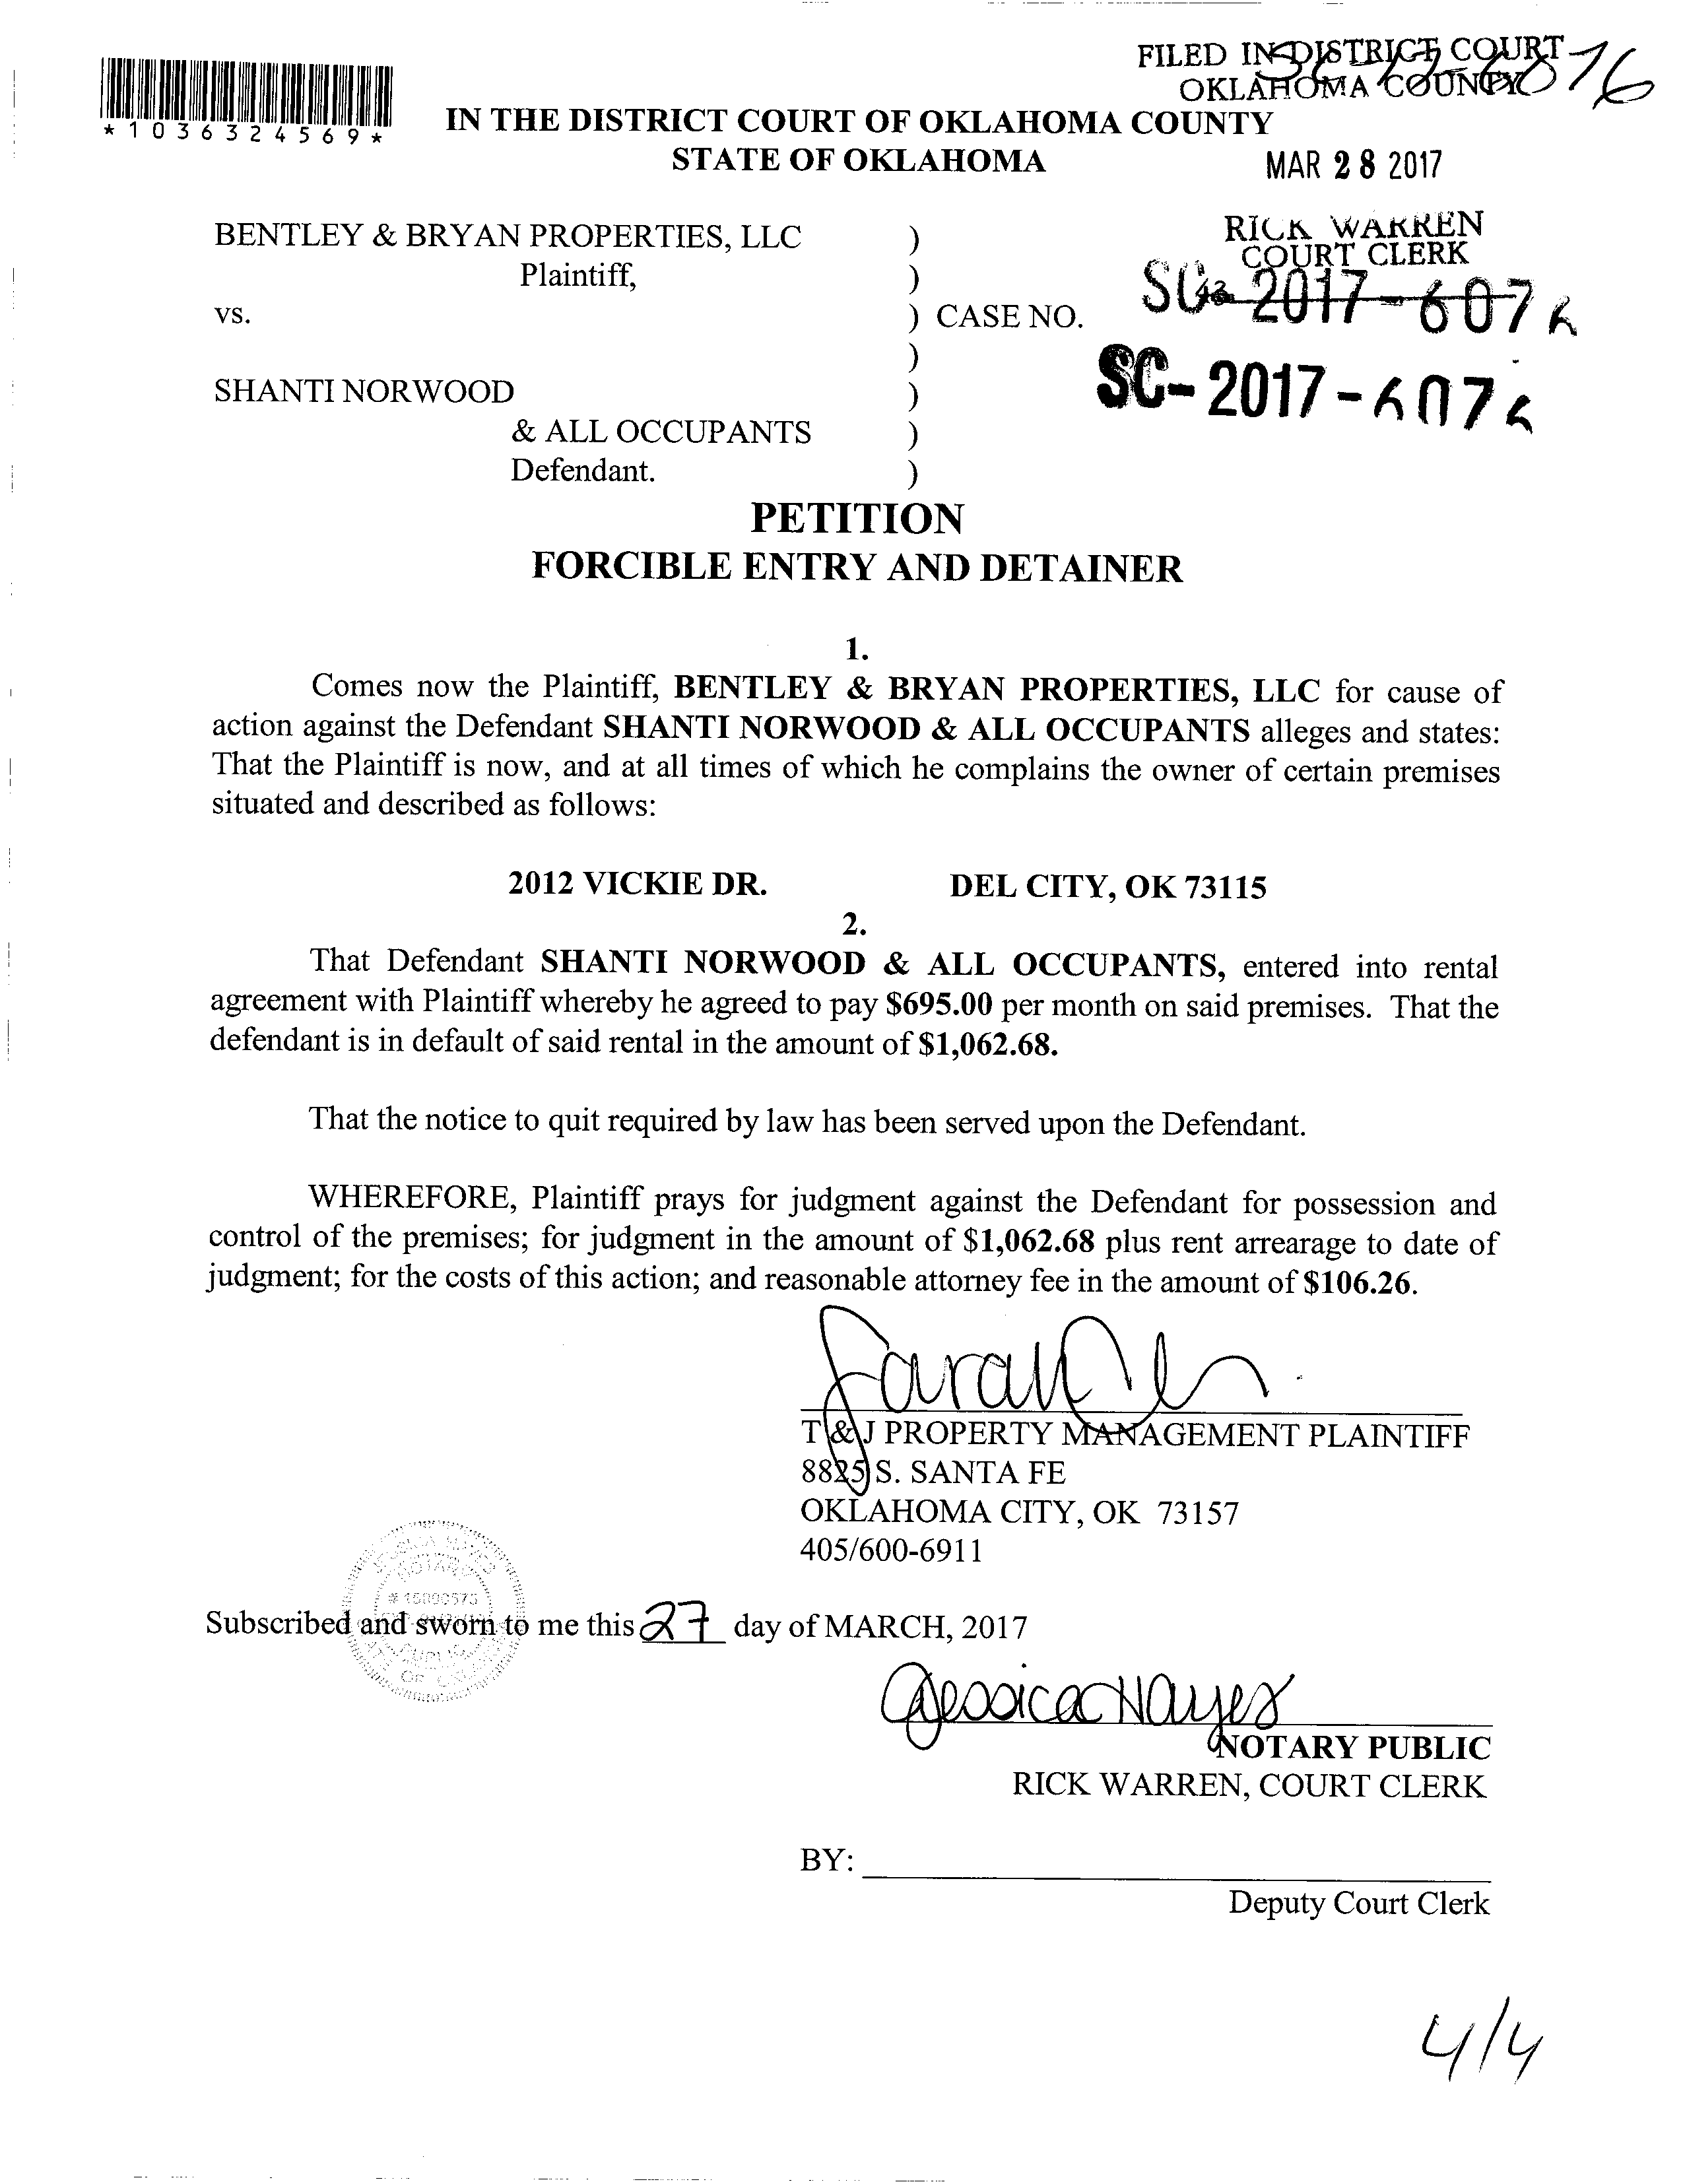 FILED IN DISTRICT COURT
OKLAHOMA COUNTY
*1036324569*
IN THE DISTRICT COURT OF OKLAHOMA COUNTY
STATE OF OKLAHOMA
MAR 28 2017
BENTLEY & BRYAN PROPERTIES, LLC )
RICK WARREN
COURT CLERK
Plaintiff, )
vs. ) CASE NO. SC-2017-6076
)
SHANTI NORWOOD ) SC-2017-6076
& ALL OCCUPANTS )
Defendant. )
PETITION
FORCIBLE ENTRY AND DETAINER
1.
Comes now the Plaintiff, BENTLEY & BRYAN PROPERTIES, LLC for cause of
action against the Defendant SHANTI NORWOOD & ALL OCCUPANTS alleges and states:
That the Plaintiff is now, and at all times of which he complains the owner of certain premises
situated and described as follows:
2012 VICKIE DR. DEL CITY, OK 73115
2.
That Defendant SHANTI NORWOOD & ALL OCCUPANTS, entered into rental
agreement with Plaintiff whereby he agreed to pay $695.00 per month on said premises. That the
defendant is in default of said rental in the amount of $1,062.68.
That the notice to quit required by law has been served upon the Defendant.
WHEREFORE, Plaintiff prays for judgment against the Defendant for possession and
control of the premises; for judgment in the amount of $1,062.68 plus rent arrearage to date of
judgment; for the costs of this action; and reasonable attorney fee in the amount of $106.26.
T & J PROPERTY MANAGEMENT PLAINTIFF
8825 S. SANTA FE
OKLAHOMA CITY, OK 73157
405/600-6911
Subscribed and sworn to me this 27 day of MARCH, 2017
Jessica Hayes
NOTARY PUBLIC
RICK WARREN, COURT CLERK
BY:
Deputy Court Clerk
4/4